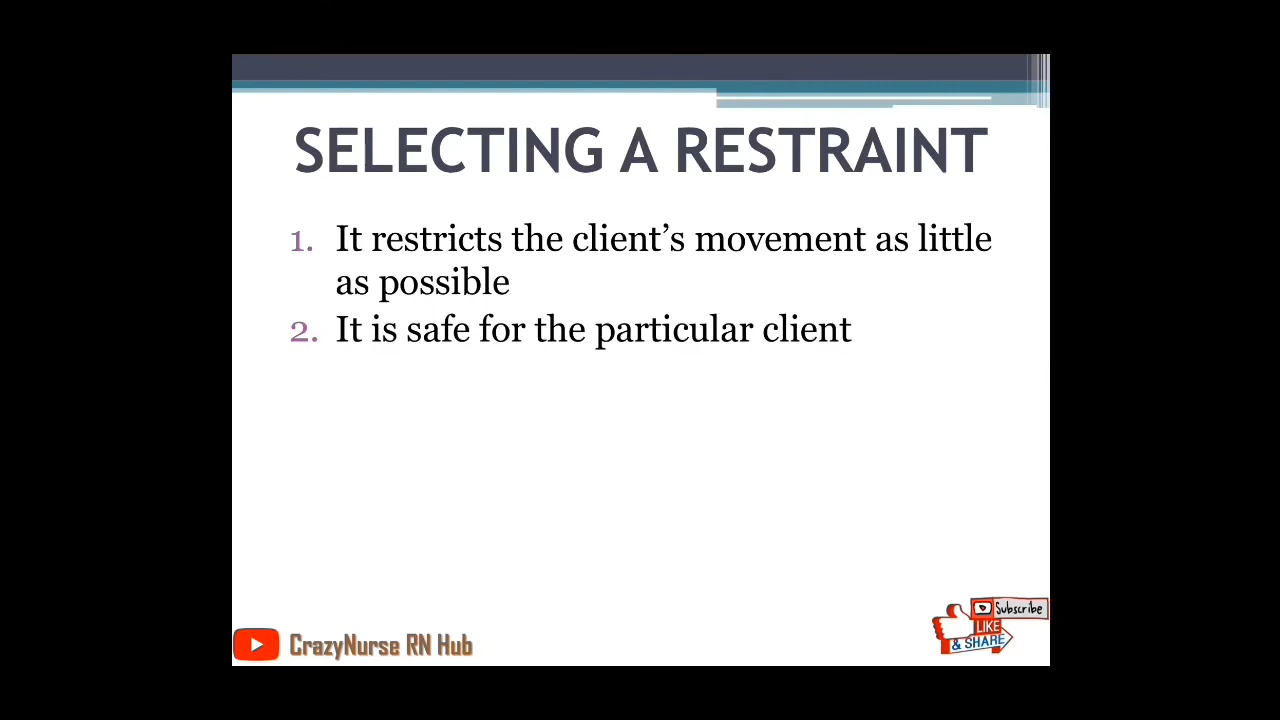 SELECTING A RESTRAINT
1. It restricts the client’s movement as little
as possible
2. It is safe for the particular client
Subscribe
LIKE
& SHARE
CrazyNurse RN Hub